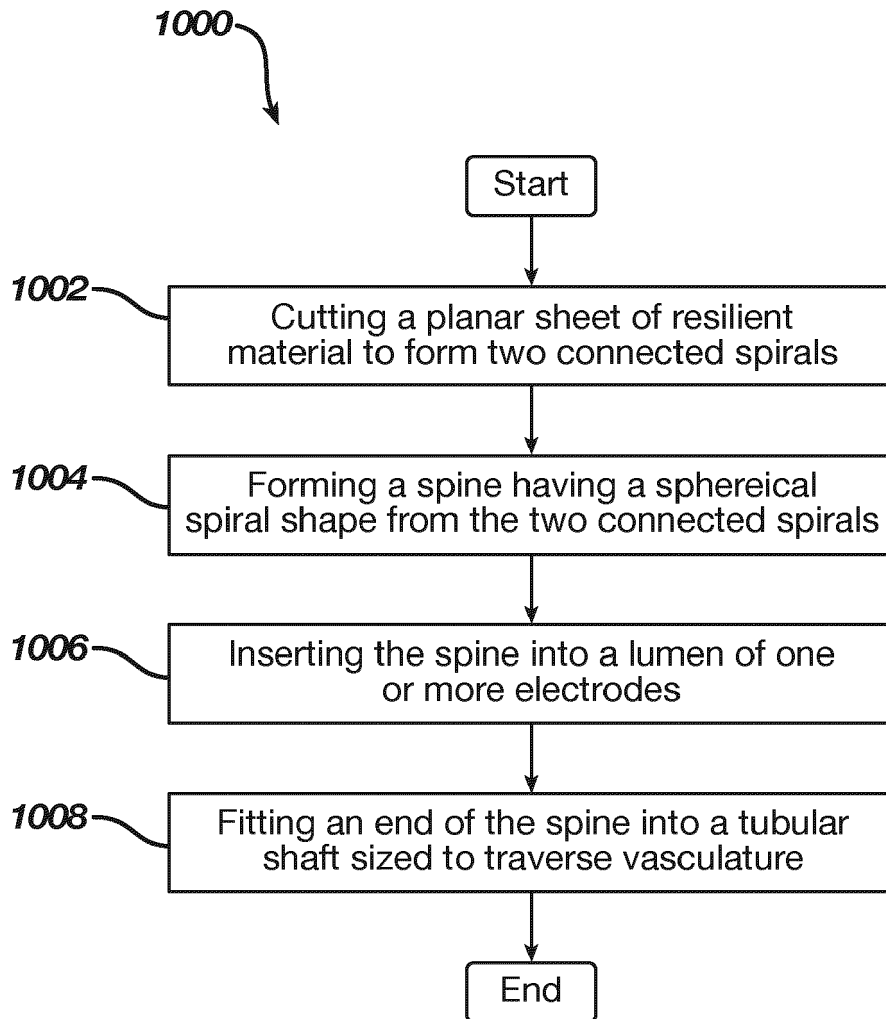 1000
Start
1002
Cutting a planar sheet of resilient
material to form two connected spirals
1004
Forming a spine having a sphereical
spiral shape from the two connected spirals
1006
Inserting the spine into a lumen of one
or more electrodes
1008
Fitting an end of the spine into a tubular
shaft sized to traverse vasculature
End